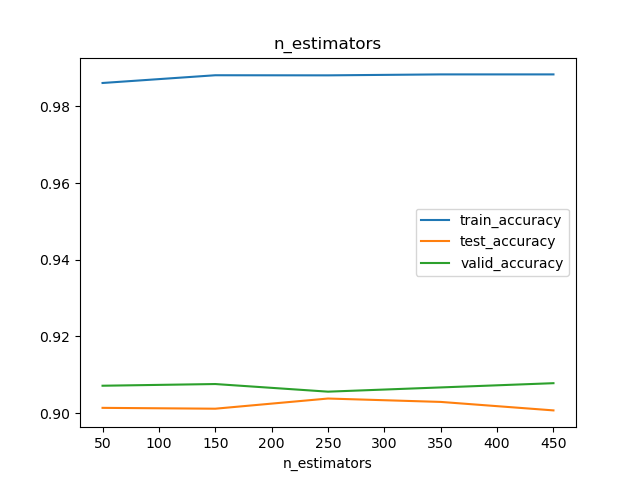 n_estimators
0.98
0.96
0.94
0.92
0.90
train_accuracy
test_accuracy
valid_accuracy
50 100 150 200 250 300 350 400 450
n_estimators